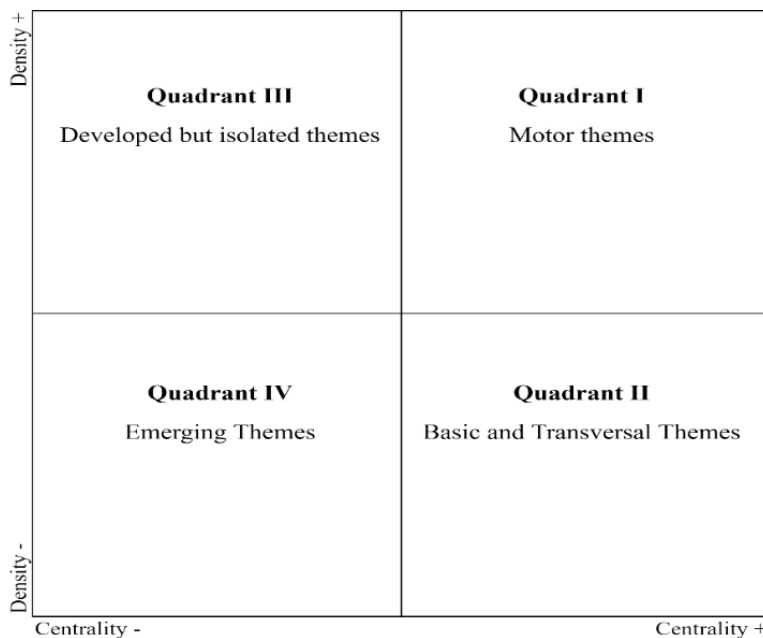 Density +
Quadrant III
Developed but isolated themes
Quadrant I
Motor themes
Quadrant IV
Emerging Themes
Quadrant II
Basic and Transversal Themes
Density -
Centrality -
Centrality +